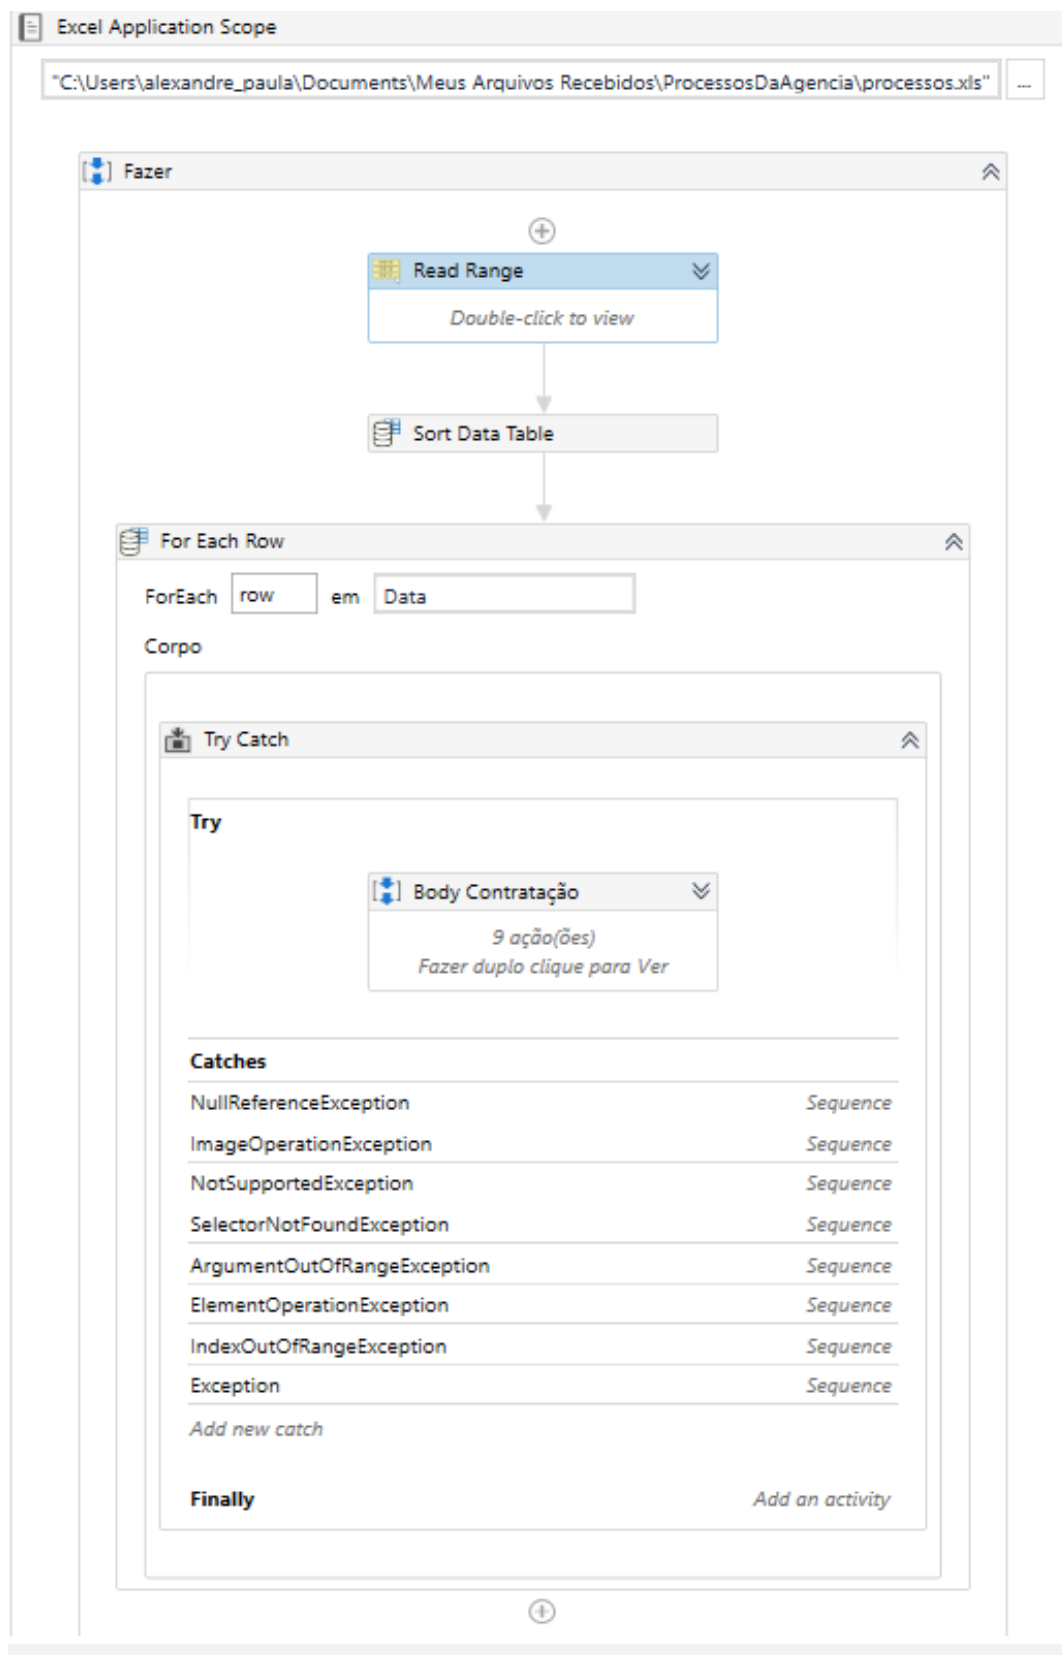 Excel Application Scope
"C:\Users\alexandre_paula\Documents\Meus Arquivos Recebidos\ProcessosDaAgencia\processos.xls" ...
Fazer
Read Range
Double-click to view
Sort Data Table
For Each Row
ForEach row em Data
Corpo
Try Catch
Try
Body Contratação
9 ação(ões)
Fazer duplo clique para Ver
Catches
NullReferenceException Sequence
ImageOperationException Sequence
NotSupportedException Sequence
SelectorNotFoundException Sequence
ArgumentOutOfRangeException Sequence
ElementOperationException Sequence
IndexOutOfRangeException Sequence
Exception Sequence
Add new catch
Finally Add an activity